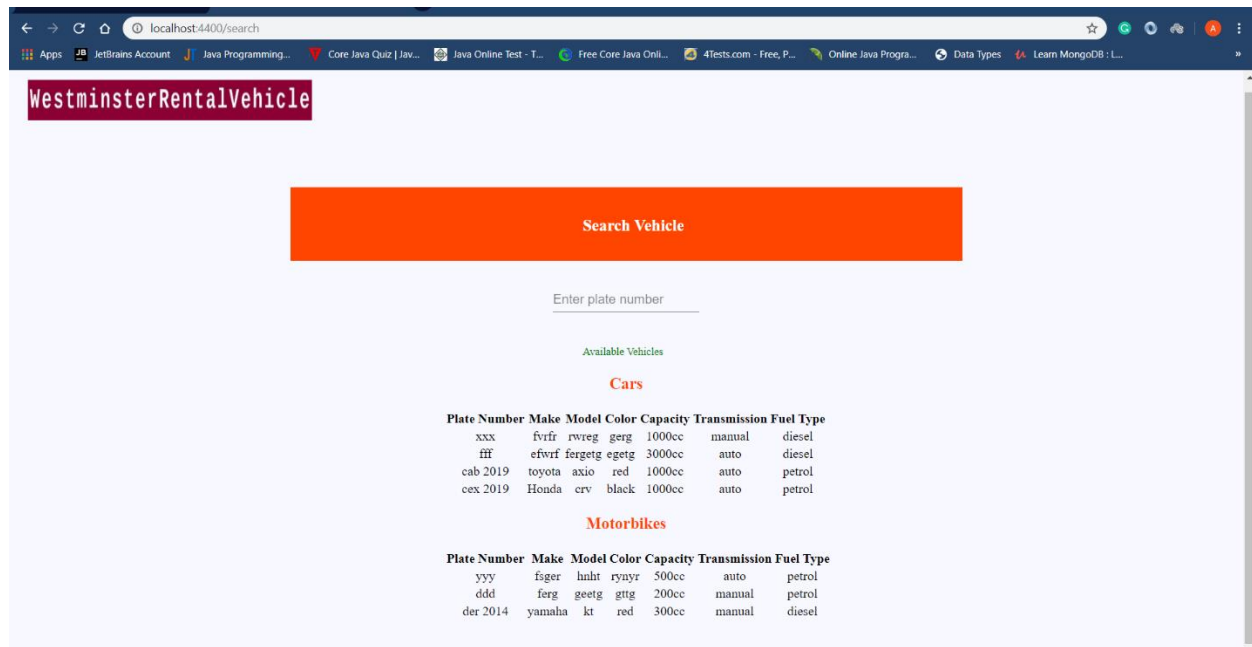 localhost:4400/search
Apps JetBrains Account Java Programming... Core Java Quiz | Jav... Java Online Test - T... Free Core Java Onli... 4Tests.com - Free, P... Online Java Progra... Data Types Learn MongoDB : L... »
WestminsterRentalVehicle
Search Vehicle
Enter plate number
Available Vehicles
Cars
Plate Number Make Model Color Capacity Transmission Fuel Type
xxx fvrfr rwreg gerg 1000cc manual diesel
fff efwrf fergetg egetg 3000cc auto diesel
cab 2019 toyota axio red 1000cc auto petrol
cex 2019 Honda crv black 1000cc auto petrol
Motorbikes
Plate Number Make Model Color Capacity Transmission Fuel Type
yyy fsger hnht rynyr 500cc auto petrol
ddd ferg geetg gttg 200cc manual petrol
der 2014 yamaha kt red 300cc manual diesel